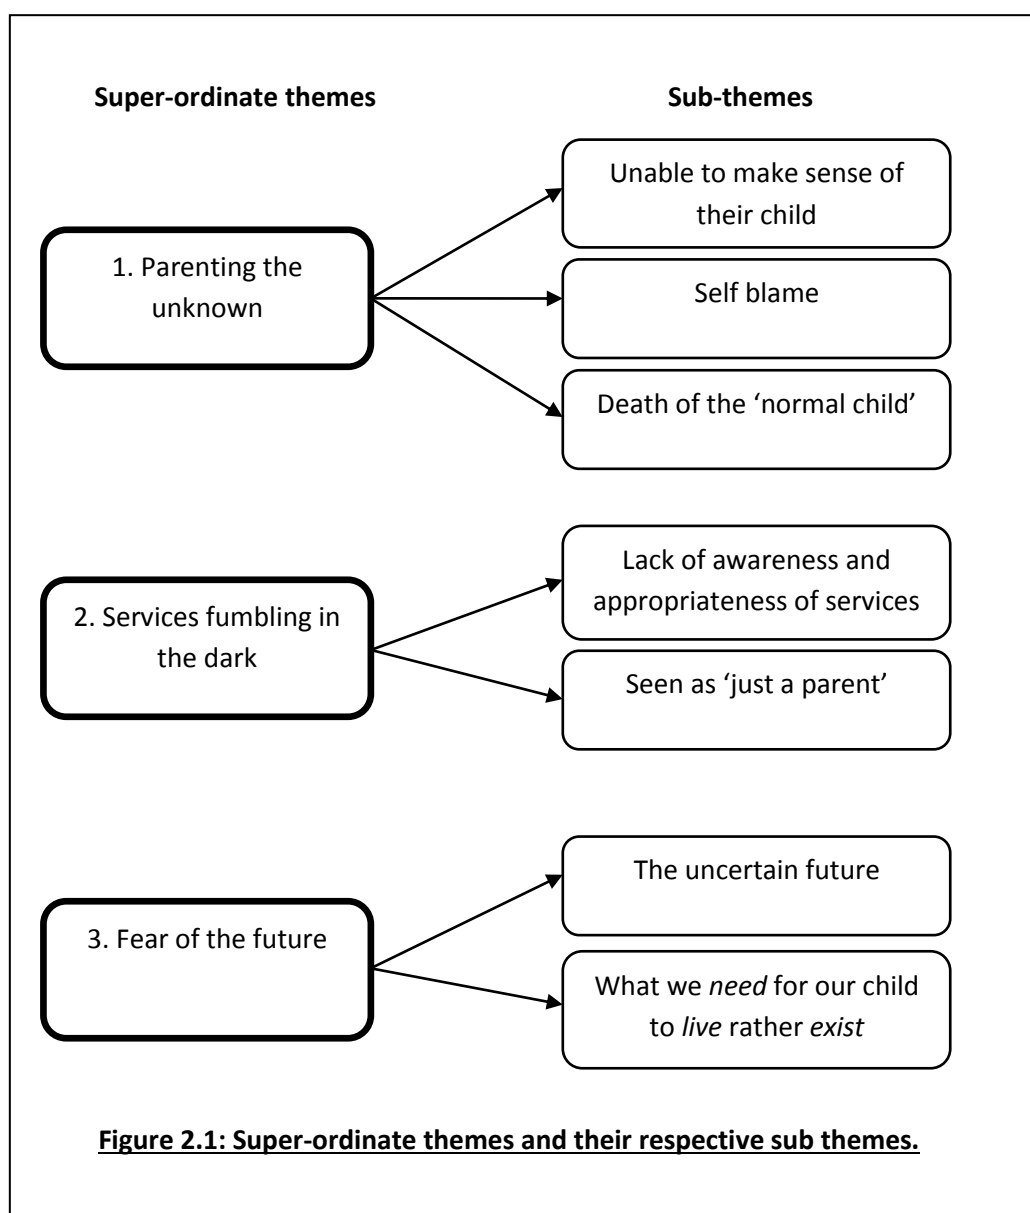 Super-ordinate themes
Sub-themes
1. Parenting the
unknown
Unable to make sense of
their child
Self blame
Death of the ‘normal child’
2. Services fumbling in
the dark
Lack of awareness and
appropriateness of services
Seen as ‘just a parent’
3. Fear of the future
The uncertain future
What we need for our child
to live rather exist
Figure 2.1: Super-ordinate themes and their respective sub themes.